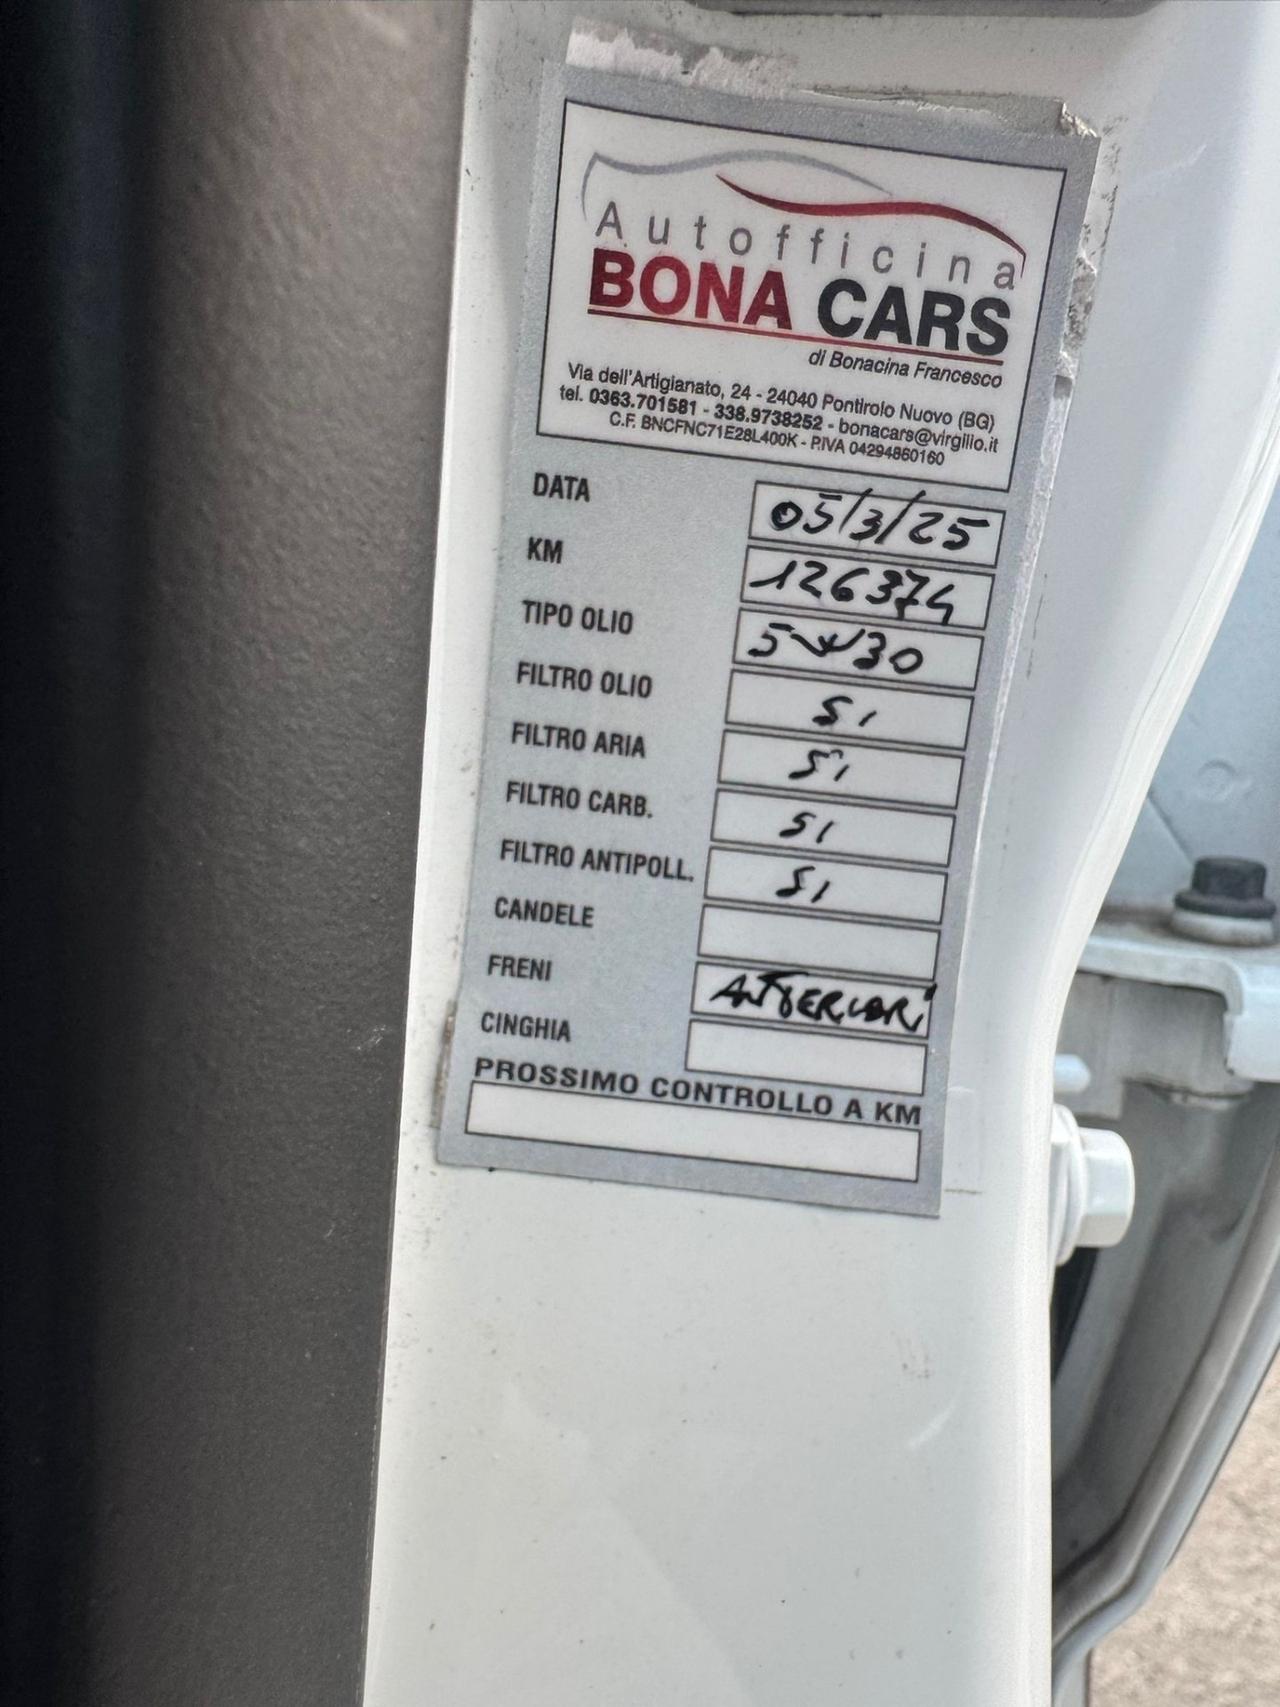 Autofficina
BONA CARS
di Bonacina Francesco
Via dell'Artigianato, 24 - 24040 Pontirolo Nuovo (BG)
tel. 0363.701581 - 338.9738252 - bonacars@virgilio.it
C.F. BNCFNC71E28L400K - P.IVA 04294860160
DATA 05/3/25
KM 126374
TIPO OLIO 5W30
FILTRO OLIO SI
FILTRO ARIA SI
FILTRO CARB. SI
FILTRO ANTIPOLL. SI
CANDELE
FRENI ANTERIORI
CINGHIA
PROSSIMO CONTROLLO A KM